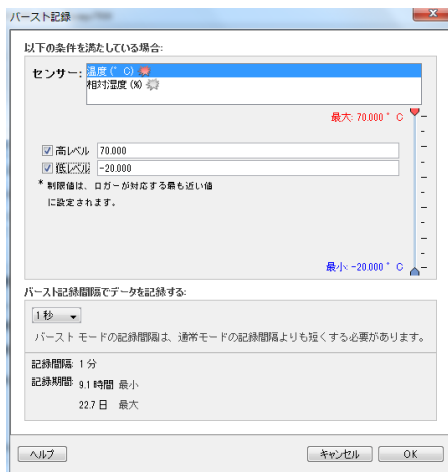 バースト記録
以下の条件を満たしている場合:
センサー: 温度(°C)
相対湿度(%)
最大: 70.000 ° C
高レベル 70.000
低レベル -20.000
* 制限値は、ロガーが対応する最も近い値
に設定されます。
最小: -20.000 ° C
バースト記録間隔でデータを記録する:
1 秒
バースト モードの記録間隔は、通常モードの記録間隔よりも短くする必要があります。
記録間隔: 1 分
記録期間: 9.1 時間 最小
22.7 日 最大
ヘルプ キャンセル OK